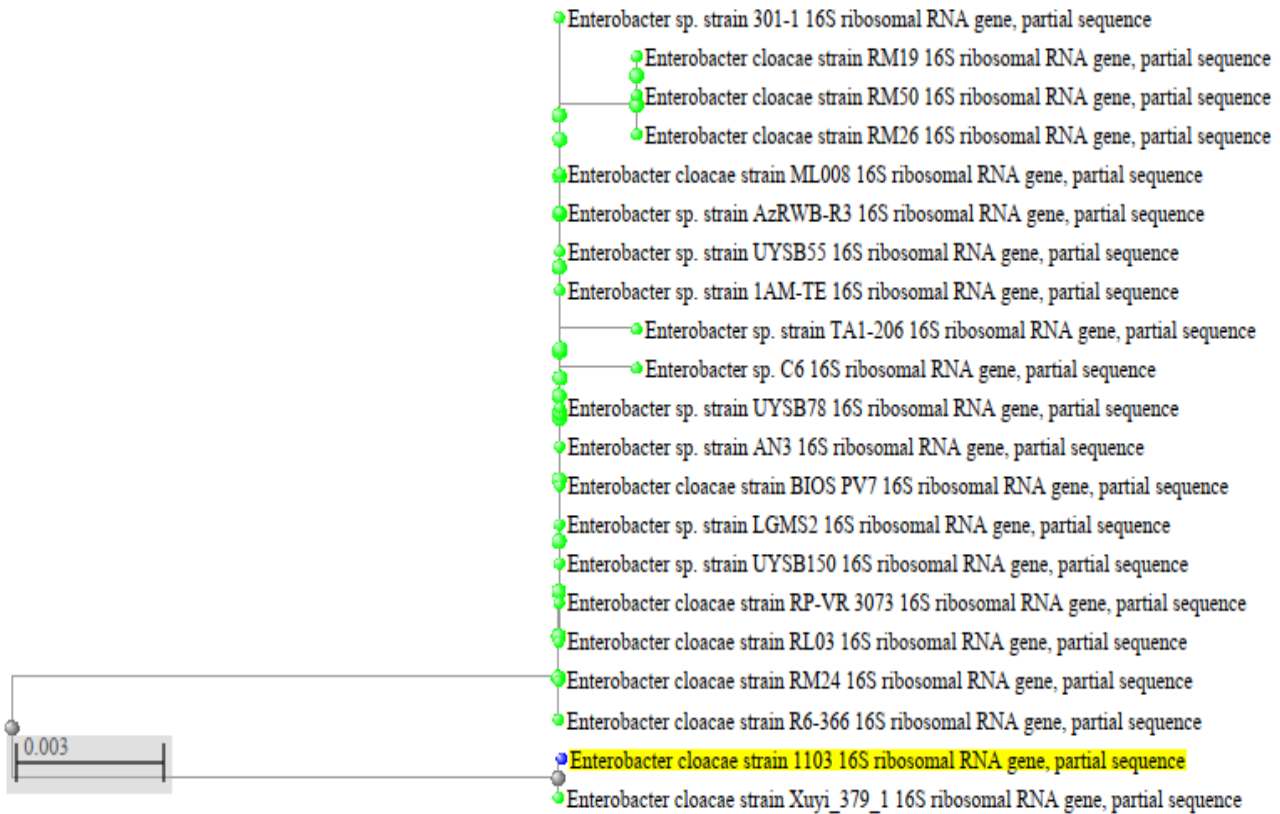 Enterobacter sp. strain 301-1 16S ribosomal RNA gene, partial sequence
Enterobacter cloacae strain RM19 16S ribosomal RNA gene, partial sequence
Enterobacter cloacae strain RM50 16S ribosomal RNA gene, partial sequence
Enterobacter cloacae strain RM26 16S ribosomal RNA gene, partial sequence
Enterobacter cloacae strain ML008 16S ribosomal RNA gene, partial sequence
Enterobacter sp. strain AzRWB-R3 16S ribosomal RNA gene, partial sequence
Enterobacter sp. strain UYSB55 16S ribosomal RNA gene, partial sequence
Enterobacter sp. strain 1AM-TE 16S ribosomal RNA gene, partial sequence
Enterobacter sp. strain TA1-206 16S ribosomal RNA gene, partial sequence
Enterobacter sp. C6 16S ribosomal RNA gene, partial sequence
Enterobacter sp. strain UYSB78 16S ribosomal RNA gene, partial sequence
Enterobacter sp. strain AN3 16S ribosomal RNA gene, partial sequence
Enterobacter cloacae strain BIOS PV7 16S ribosomal RNA gene, partial sequence
Enterobacter sp. strain LGMS2 16S ribosomal RNA gene, partial sequence
Enterobacter sp. strain UYSB150 16S ribosomal RNA gene, partial sequence
Enterobacter cloacae strain RP-VR 3073 16S ribosomal RNA gene, partial sequence
Enterobacter cloacae strain RL03 16S ribosomal RNA gene, partial sequence
Enterobacter cloacae strain RM24 16S ribosomal RNA gene, partial sequence
Enterobacter cloacae strain R6-366 16S ribosomal RNA gene, partial sequence
0.003
Enterobacter cloacae strain 1103 16S ribosomal RNA gene, partial sequence
Enterobacter cloacae strain Xuyi_379_1 16S ribosomal RNA gene, partial sequence